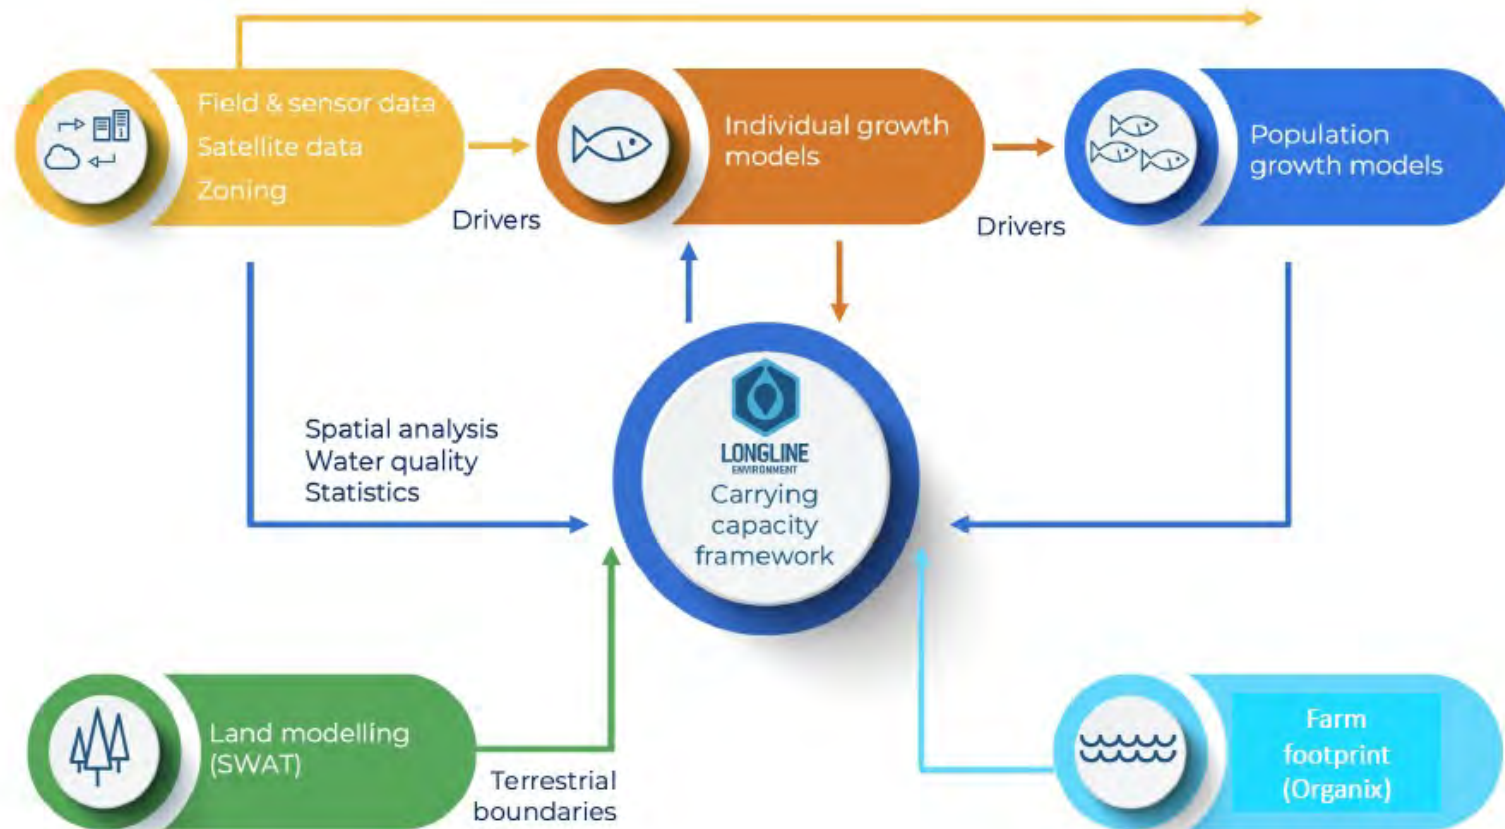 Field & sensor data
Satellite data
Zoning
Drivers
Individual growth
models
Drivers
Population
growth models
Spatial analysis
Water quality
Statistics
LONGLINE
ENVIRONMENT
Carrying
capacity
framework
Land modelling
(SWAT)
Terrestrial
boundaries
Farm
footprint
(Organix)